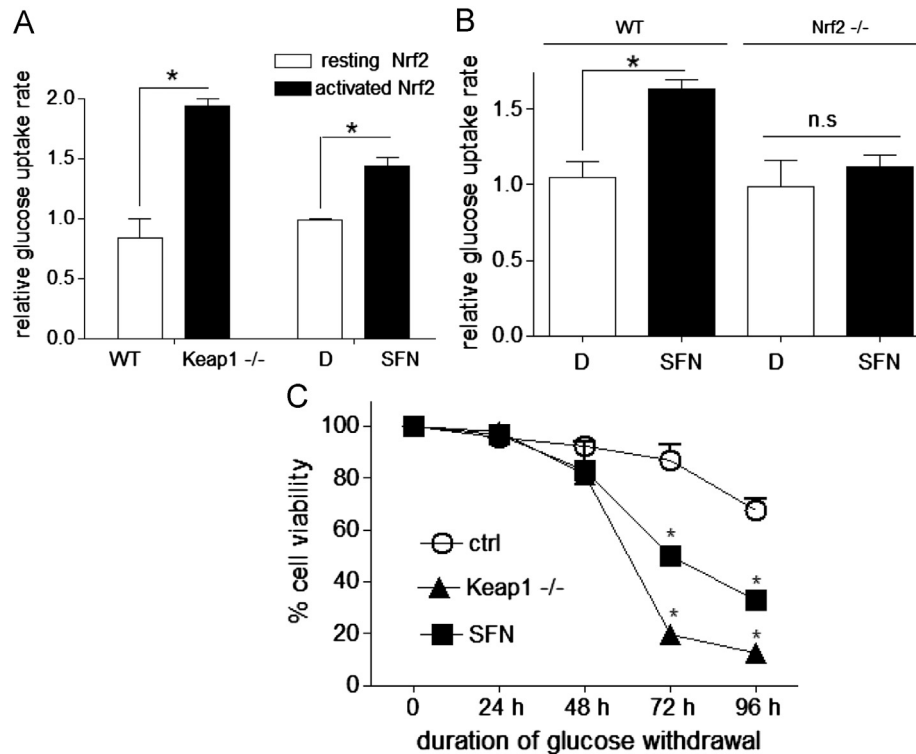 A
resting Nrf2
activated Nrf2
relative glucose uptake rate
2.0
1.5
1.0
0.5
0.0
*
*
WT
Keap1 -/-
D
SFN
B
WT
Nrf2 -/-
relative glucose uptake rate
1.5
1.0
1.0
0.0
*
n.s
D
SFN
D
SFN
C
% cell viability
100
80
60
40
20
0
ctrl
Keap1 -/-
SFN
*
*
*
*
0
24 h
48 h
72 h
96 h
duration of glucose withdrawal